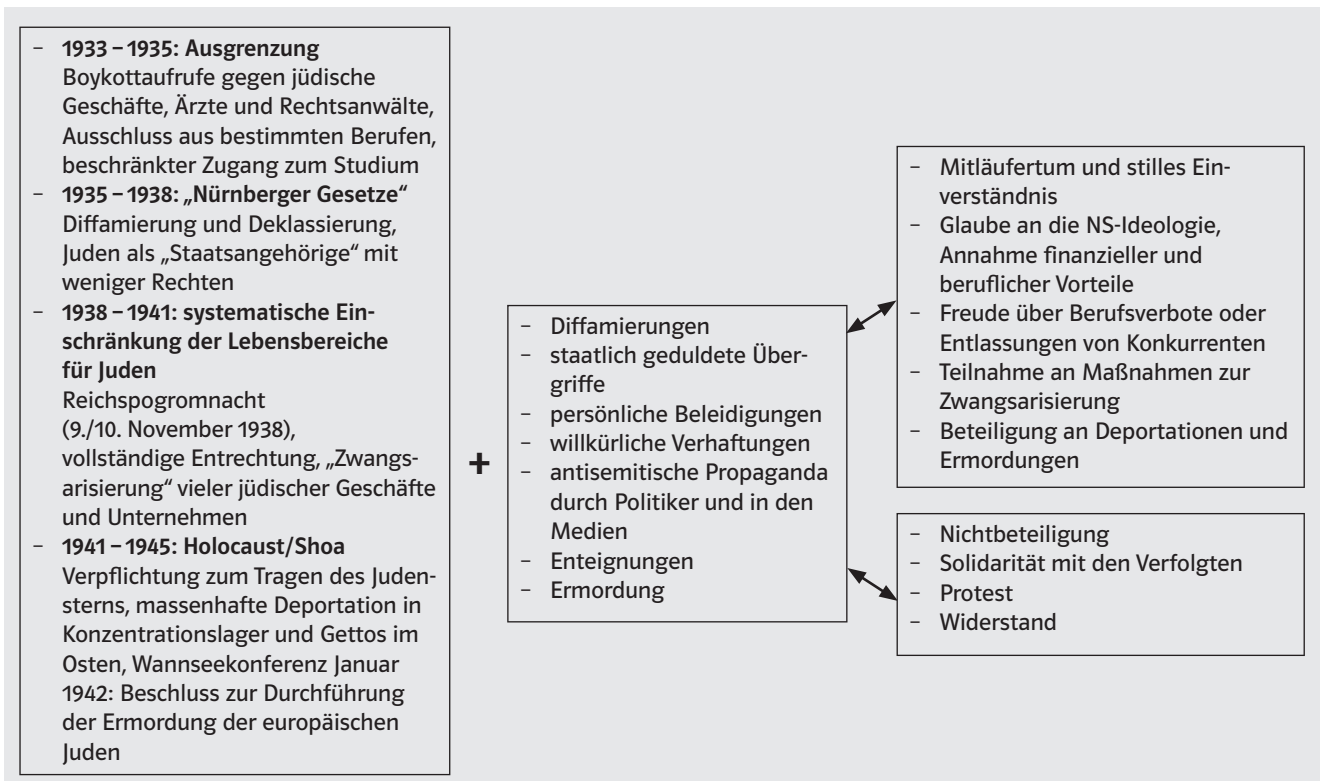 – 1933 – 1935: Ausgrenzung
Boykottaufrufe gegen jüdische
Geschäfte, Ärzte und Rechtsanwälte,
Ausschluss aus bestimmten Berufen,
beschränkter Zugang zum Studium
– 1935 – 1938: „Nürnberger Gesetze“
Diffamierung und Deklassierung,
Juden als „Staatsangehörige“ mit
weniger Rechten
– 1938 – 1941: systematische Ein-
schränkung der Lebensbereiche
für Juden
Reichspogromnacht
(9./10. November 1938),
vollständige Entrechtung, „Zwangs-
arisierung“ vieler jüdischer Geschäfte
und Unternehmen
– 1941 – 1945: Holocaust/Shoa
Verpflichtung zum Tragen des Juden-
sterns, massenhafte Deportation in
Konzentrationslager und Gettos im
Osten, Wannseekonferenz Januar
1942: Beschluss zur Durchführung
der Ermordung der europäischen
Juden
+
– Diffamierungen
– staatlich geduldete Über-
griffe
– persönliche Beleidigungen
– willkürliche Verhaftungen
– antisemitische Propaganda
durch Politiker und in den
Medien
– Enteignungen
– Ermordung
– Mitläufertum und stilles Ein-
verständnis
– Glaube an die NS-Ideologie,
Annahme finanzieller und
beruflicher Vorteile
– Freude über Berufsverbote oder
Entlassungen von Konkurrenten
– Teilnahme an Maßnahmen zur
Zwangsarisierung
– Beteiligung an Deportationen und
Ermordungen
– Nichtbeteiligung
– Solidarität mit den Verfolgten
– Protest
– Widerstand